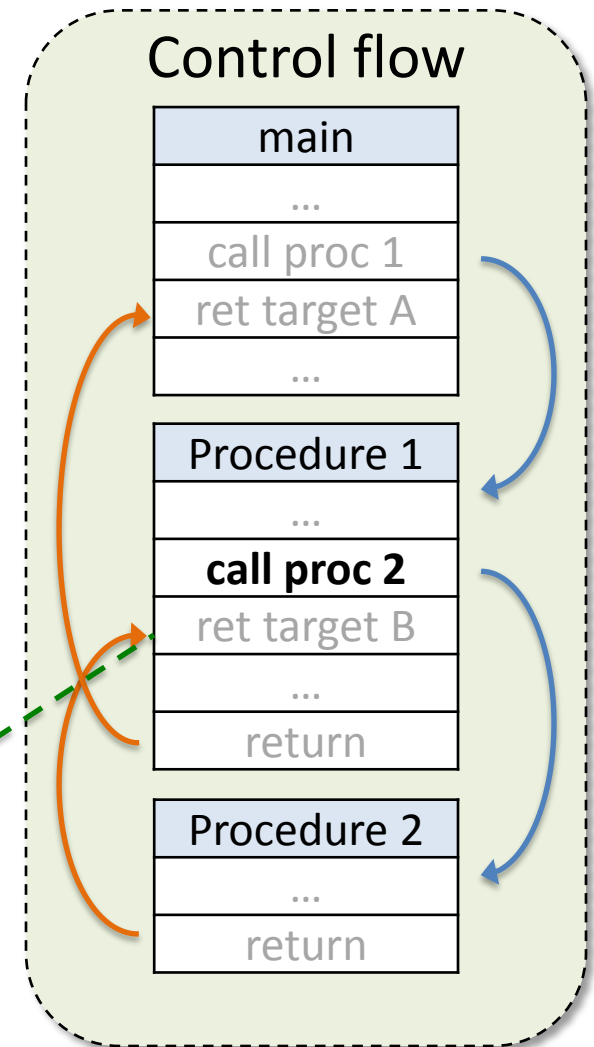 Control flow
main
...
call proc 1
ret target A
...
Procedure 1
...
call proc 2
ret target B
...
return
Procedure 2
...
return